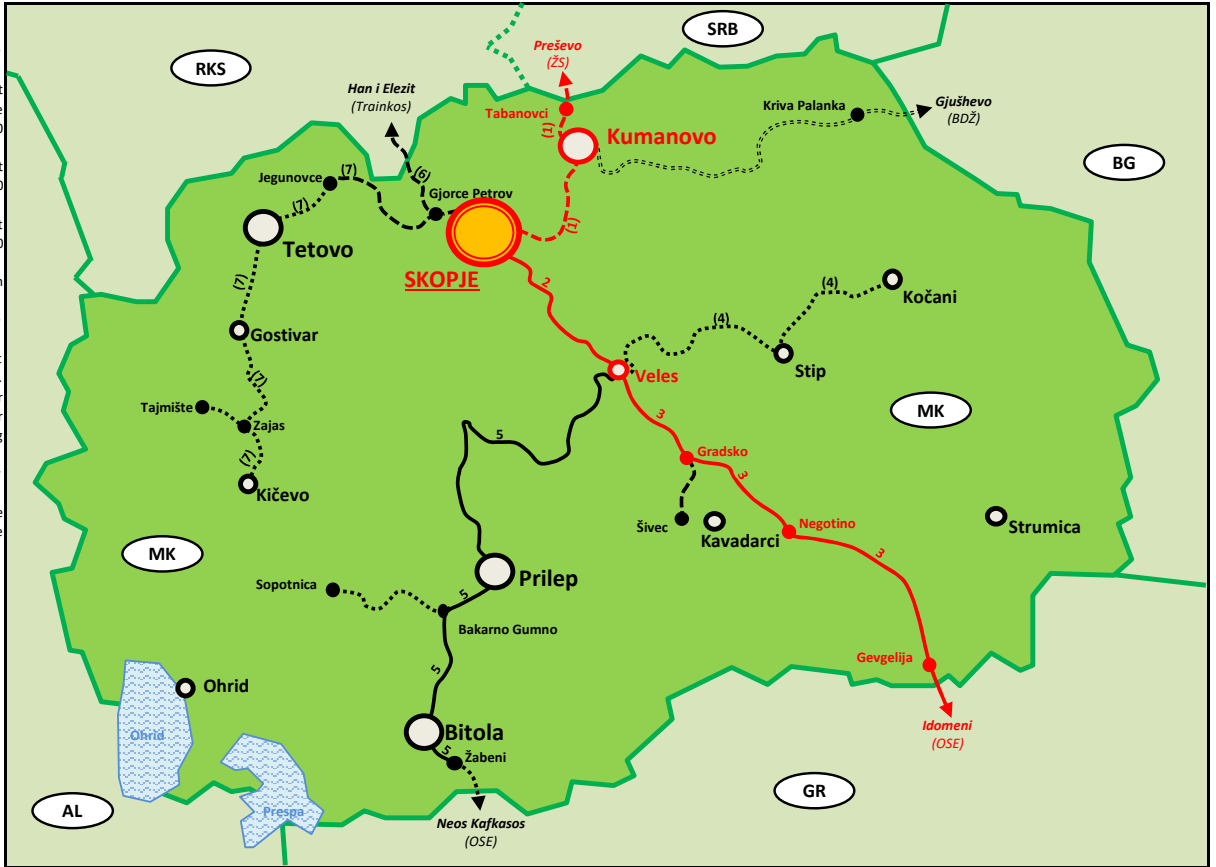 SRB
RKS
Preševo
(ŽS)
Han i Elezit
(Trainkos)
Tabanovci
(1)
Kumanovo
Kriva Palanka
Gjuševo
(BDŽ)
BG
Jegunovce
(7)
(6)
Gjorce Petrov
(7)
(1)
Tetovo
SKOPJE
(7)
2
(4)
Kočani
Gostivar
(4)
Stip
Veles
(7)
Tajmište
Zajas
3
MK
5
(7)
Gradsko
3
Kičevo
Šivec
Kavadarci
Negotino
Strumica
MK
3
Prilep
Sopotnica
5
Bakarno Gumno
5
Gevgelija
Ohrid
Ohrid
Bitola
5
Žabeni
Idomeni
(OSE)
GR
AL
Prespa
Neos Kafkasos
(OSE)